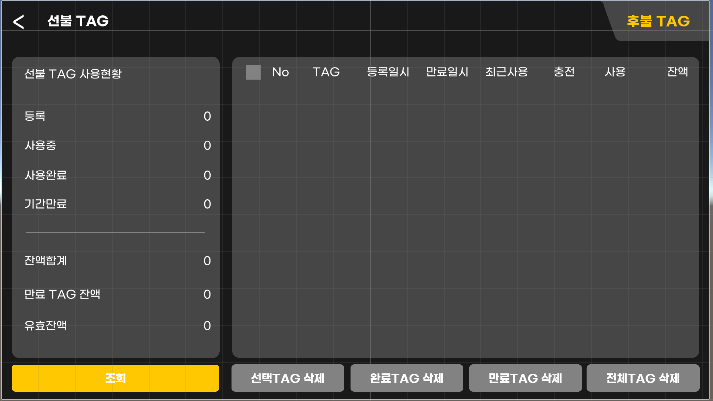 선불 TAG
후불 TAG
선불 TAG 사용현황
등록 0
사용중 0
사용완료 0
기간만료 0
잔액합계 0
만료 TAG 잔액 0
유효잔액 0
조회
No TAG 등록일시 만료일시 최근사용 충전 사용 잔액
선택TAG 삭제
완료TAG 삭제
만료TAG 삭제
전체TAG 삭제